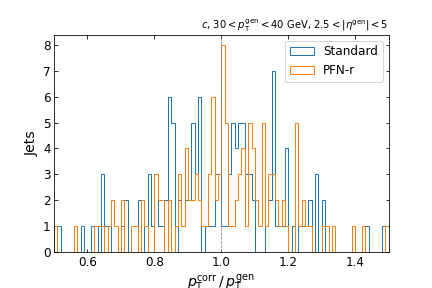 c, 30 < p_T^gen < 40 GeV, 2.5 < |η^gen| < 5
Standard
PFN-r
Jets
8
7
6
5
4
3
2
1
0
0.6 0.8 1.0 1.2 1.4
p_T^corr / p_T^gen